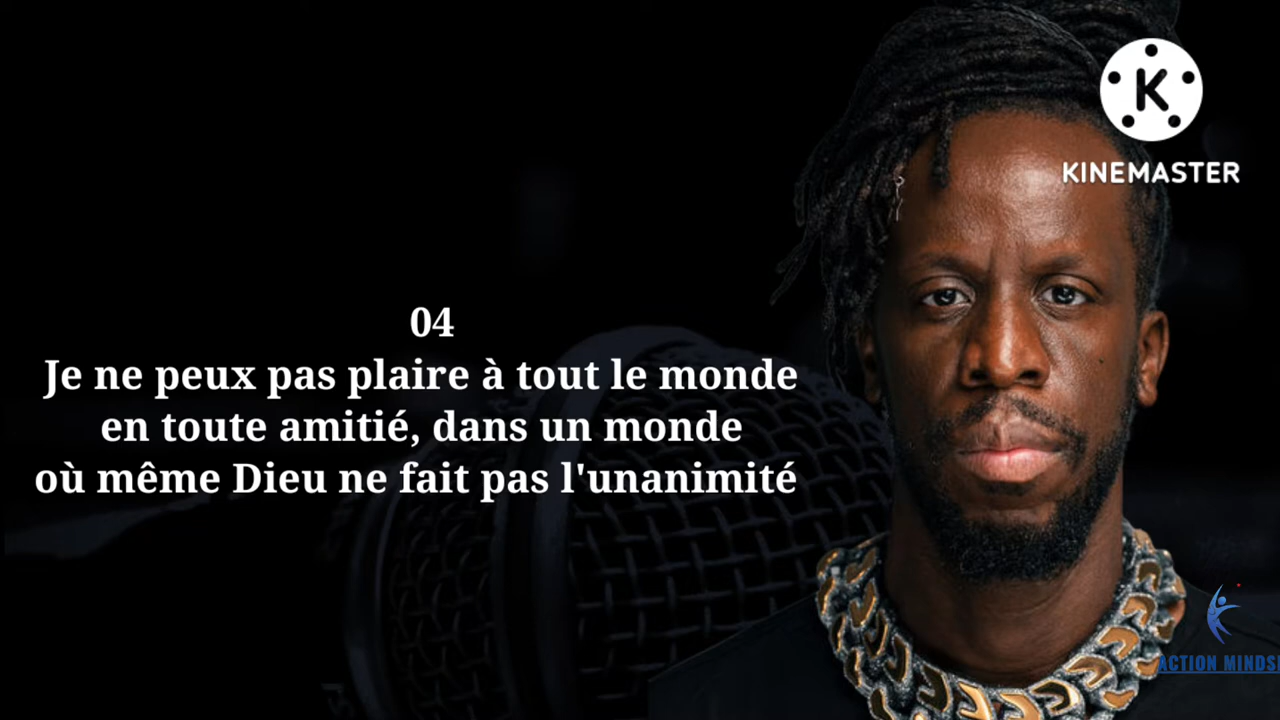 K
KINEMASTER
04
Je ne peux pas plaire à tout le monde
en toute amitié, dans un monde
où même Dieu ne fait pas l'unanimité
ACTION